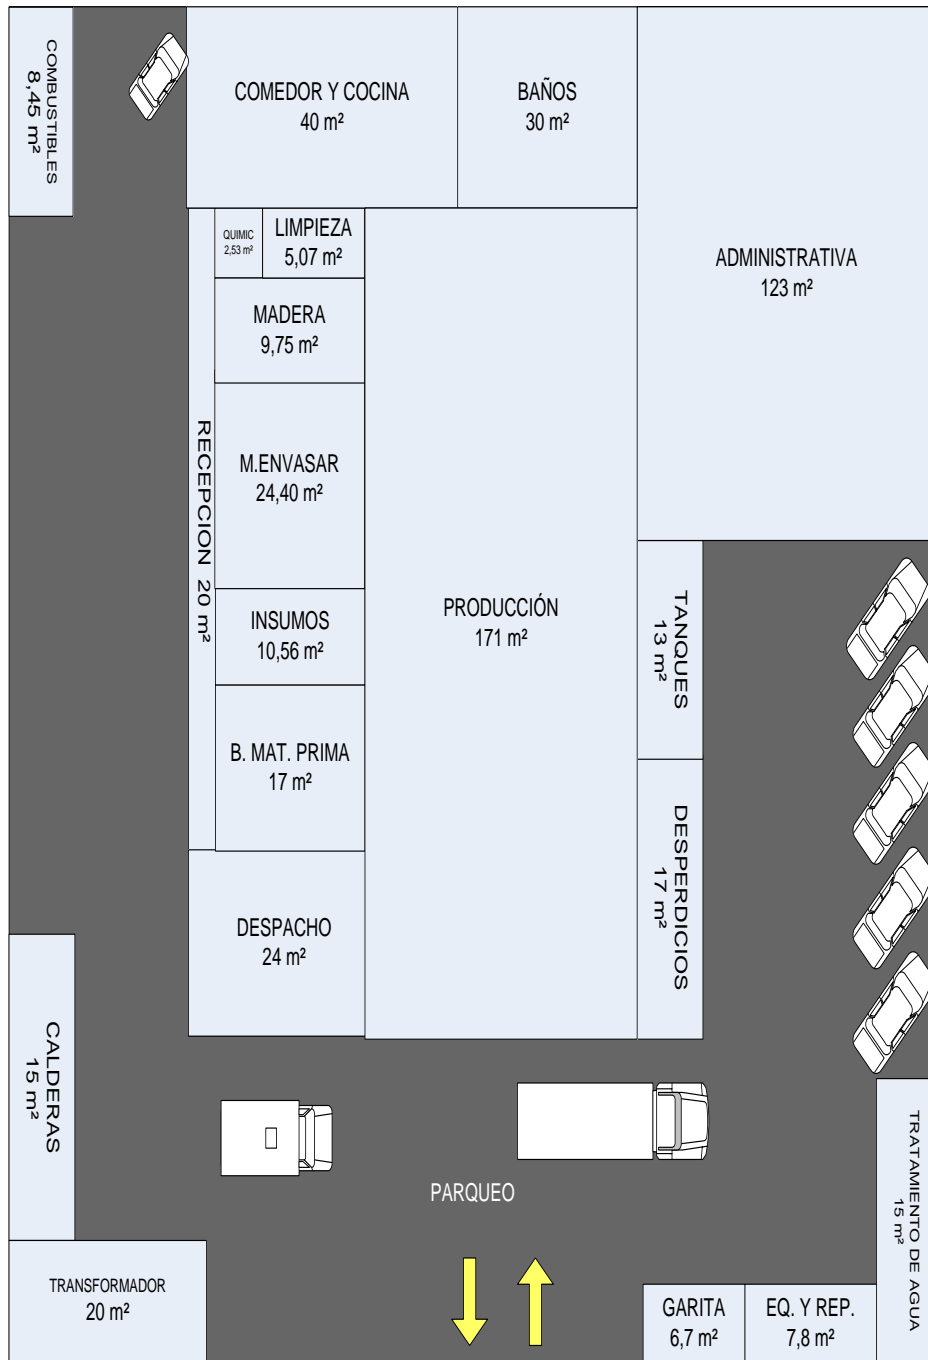 COMBUSTIBLES
8,45 m²
COMEDOR Y COCINA
40 m²
BAÑOS
30 m²
ADMINISTRATIVA
123 m²
QUIMIC
2,53 m²
LIMPIEZA
5,07 m²
MADERA
9,75 m²
RECEPCION 20 m²
M.ENVASAR
24,40 m²
INSUMOS
10,56 m²
B. MAT. PRIMA
17 m²
PRODUCCIÓN
171 m²
TANQUES
13 m²
DESPERDICIOS
17 m²
DESPACHO
24 m²
CALDERAS
15 m²
PARQUEO
TRATAMIENTO DE AGUA
15 m²
TRANSFORMADOR
20 m²
GARITA
6,7 m²
EQ. Y REP.
7,8 m²